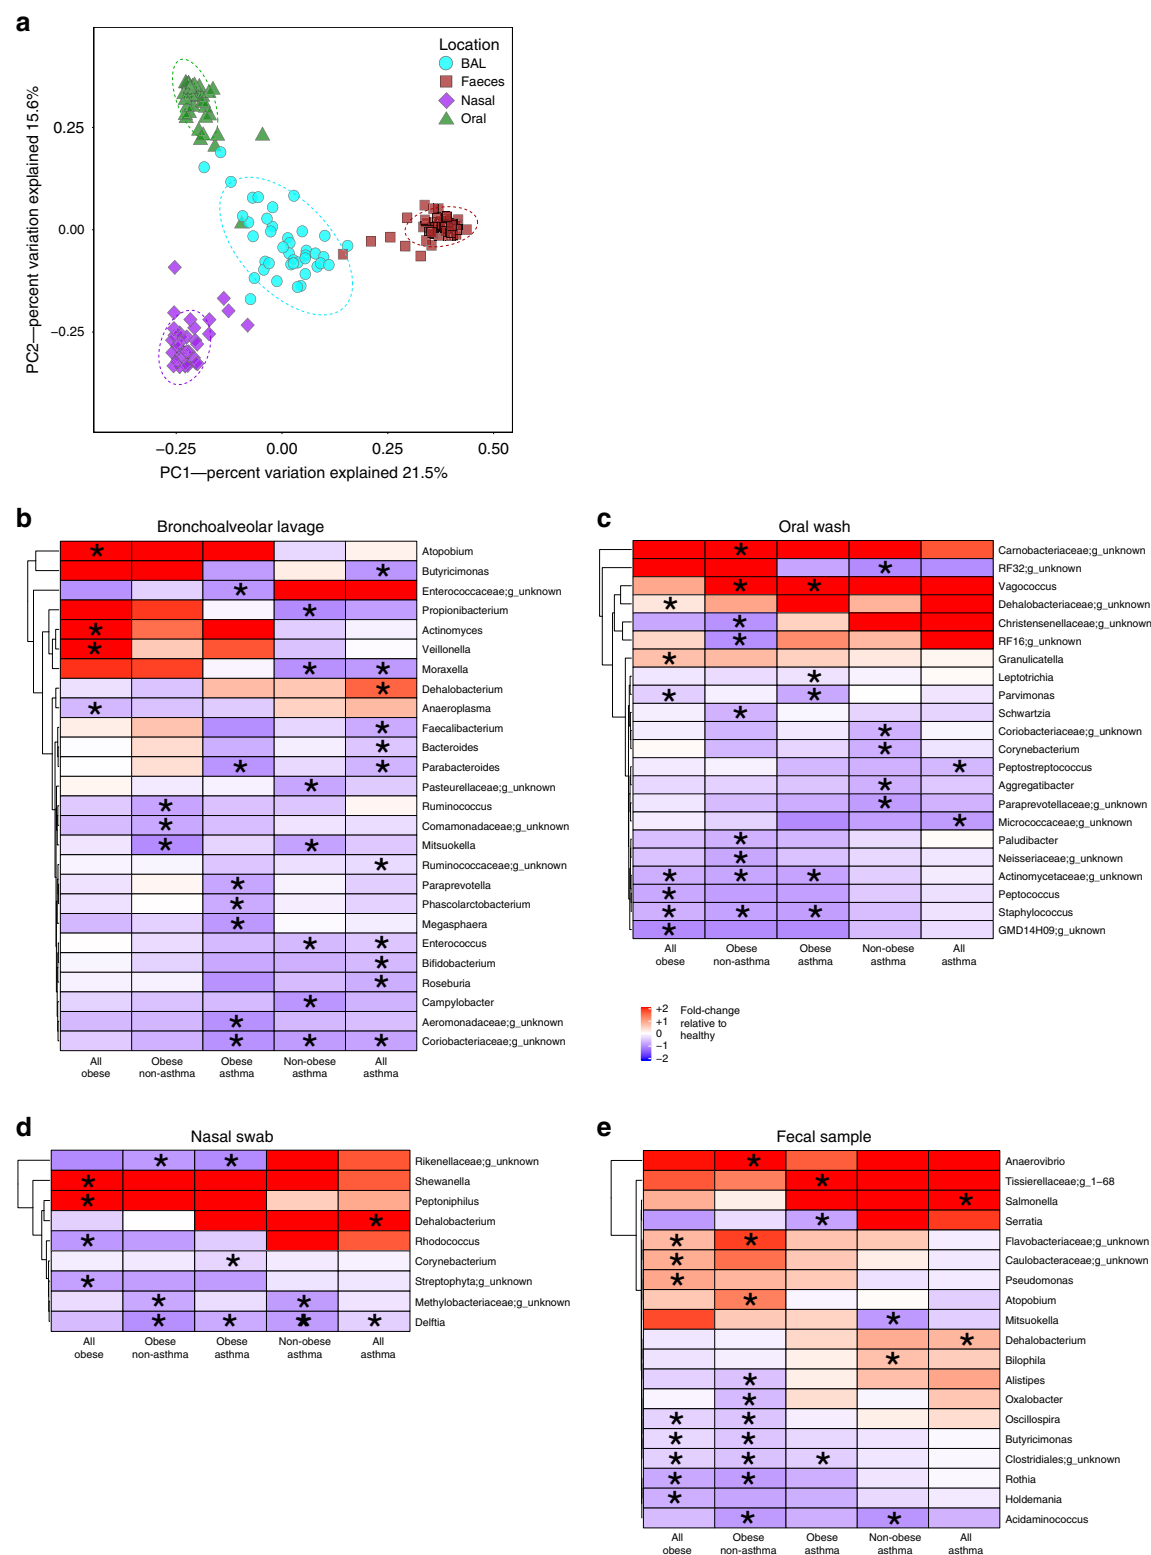 a
Location
BAL
Faeces
Nasal
Oral
PC2—percent variation explained 15.6%
0.25
0.00
−0.25
−0.25
0.00
0.25
0.50
PC1—percent variation explained 21.5%
b
Bronchoalveolar lavage
Atopobium
Butyricimonas
Enterococcaceae;g_unknown
Propionibacterium
Actinomyces
Veillonella
Moraxella
Dehalobacterium
Anaeroplasma
Faecalibacterium
Bacteroides
Parabacteroides
Pasteurellaceae;g_unknown
Ruminococcus
Comamonadaceae;g_unknown
Mitsuokella
Ruminococcaceae;g_unknown
Paraprevotella
Phascolarctobacterium
Megasphaera
Enterococcus
Bifidobacterium
Roseburia
Campylobacter
Aeromonadaceae;g_unknown
Coriobacteriaceae;g_unknown
All obese
Obese non-asthma
Obese asthma
Non-obese asthma
All asthma
c
Oral wash
Carnobacteriaceae;g_unknown
RF32;g_unknown
Vagococcus
Dehalobacteriaceae;g_unknown
Christensenellaceae;g_unknown
RF16;g_unknown
Granulicatella
Leptotrichia
Parvimonas
Schwartzia
Coriobacteriaceae;g_unknown
Corynebacterium
Peptostreptococcus
Aggregatibacter
Paraprevotellaceae;g_unknown
Micrococcaceae;g_unknown
Paludibacter
Neisseriaceae;g_unknown
Actinomycetaceae;g_unknown
Peptococcus
Staphylococcus
GMD14H09;g_uknown
All obese
Obese non-asthma
Obese asthma
Non-obese asthma
All asthma
+2
+1
0
−1
−2
Fold-change
relative to
healthy
d
Nasal swab
Rikenellaceae;g_unknown
Shewanella
Peptoniphilus
Dehalobacterium
Rhodococcus
Corynebacterium
Streptophyta;g_unknown
Methylobacteriaceae;g_unknown
Delftia
All obese
Obese non-asthma
Obese asthma
Non-obese asthma
All asthma
e
Fecal sample
Anaerovibrio
Tissierellaceae;g_1−68
Salmonella
Serratia
Flavobacteriaceae;g_unknown
Caulobacteraceae;g_unknown
Pseudomonas
Atopobium
Mitsuokella
Dehalobacterium
Bilophila
Alistipes
Oxalobacter
Oscillospira
Butyricimonas
Clostridiales;g_unknown
Rothia
Holdemania
Acidaminococcus
All obese
Obese non-asthma
Obese asthma
Non-obese asthma
All asthma